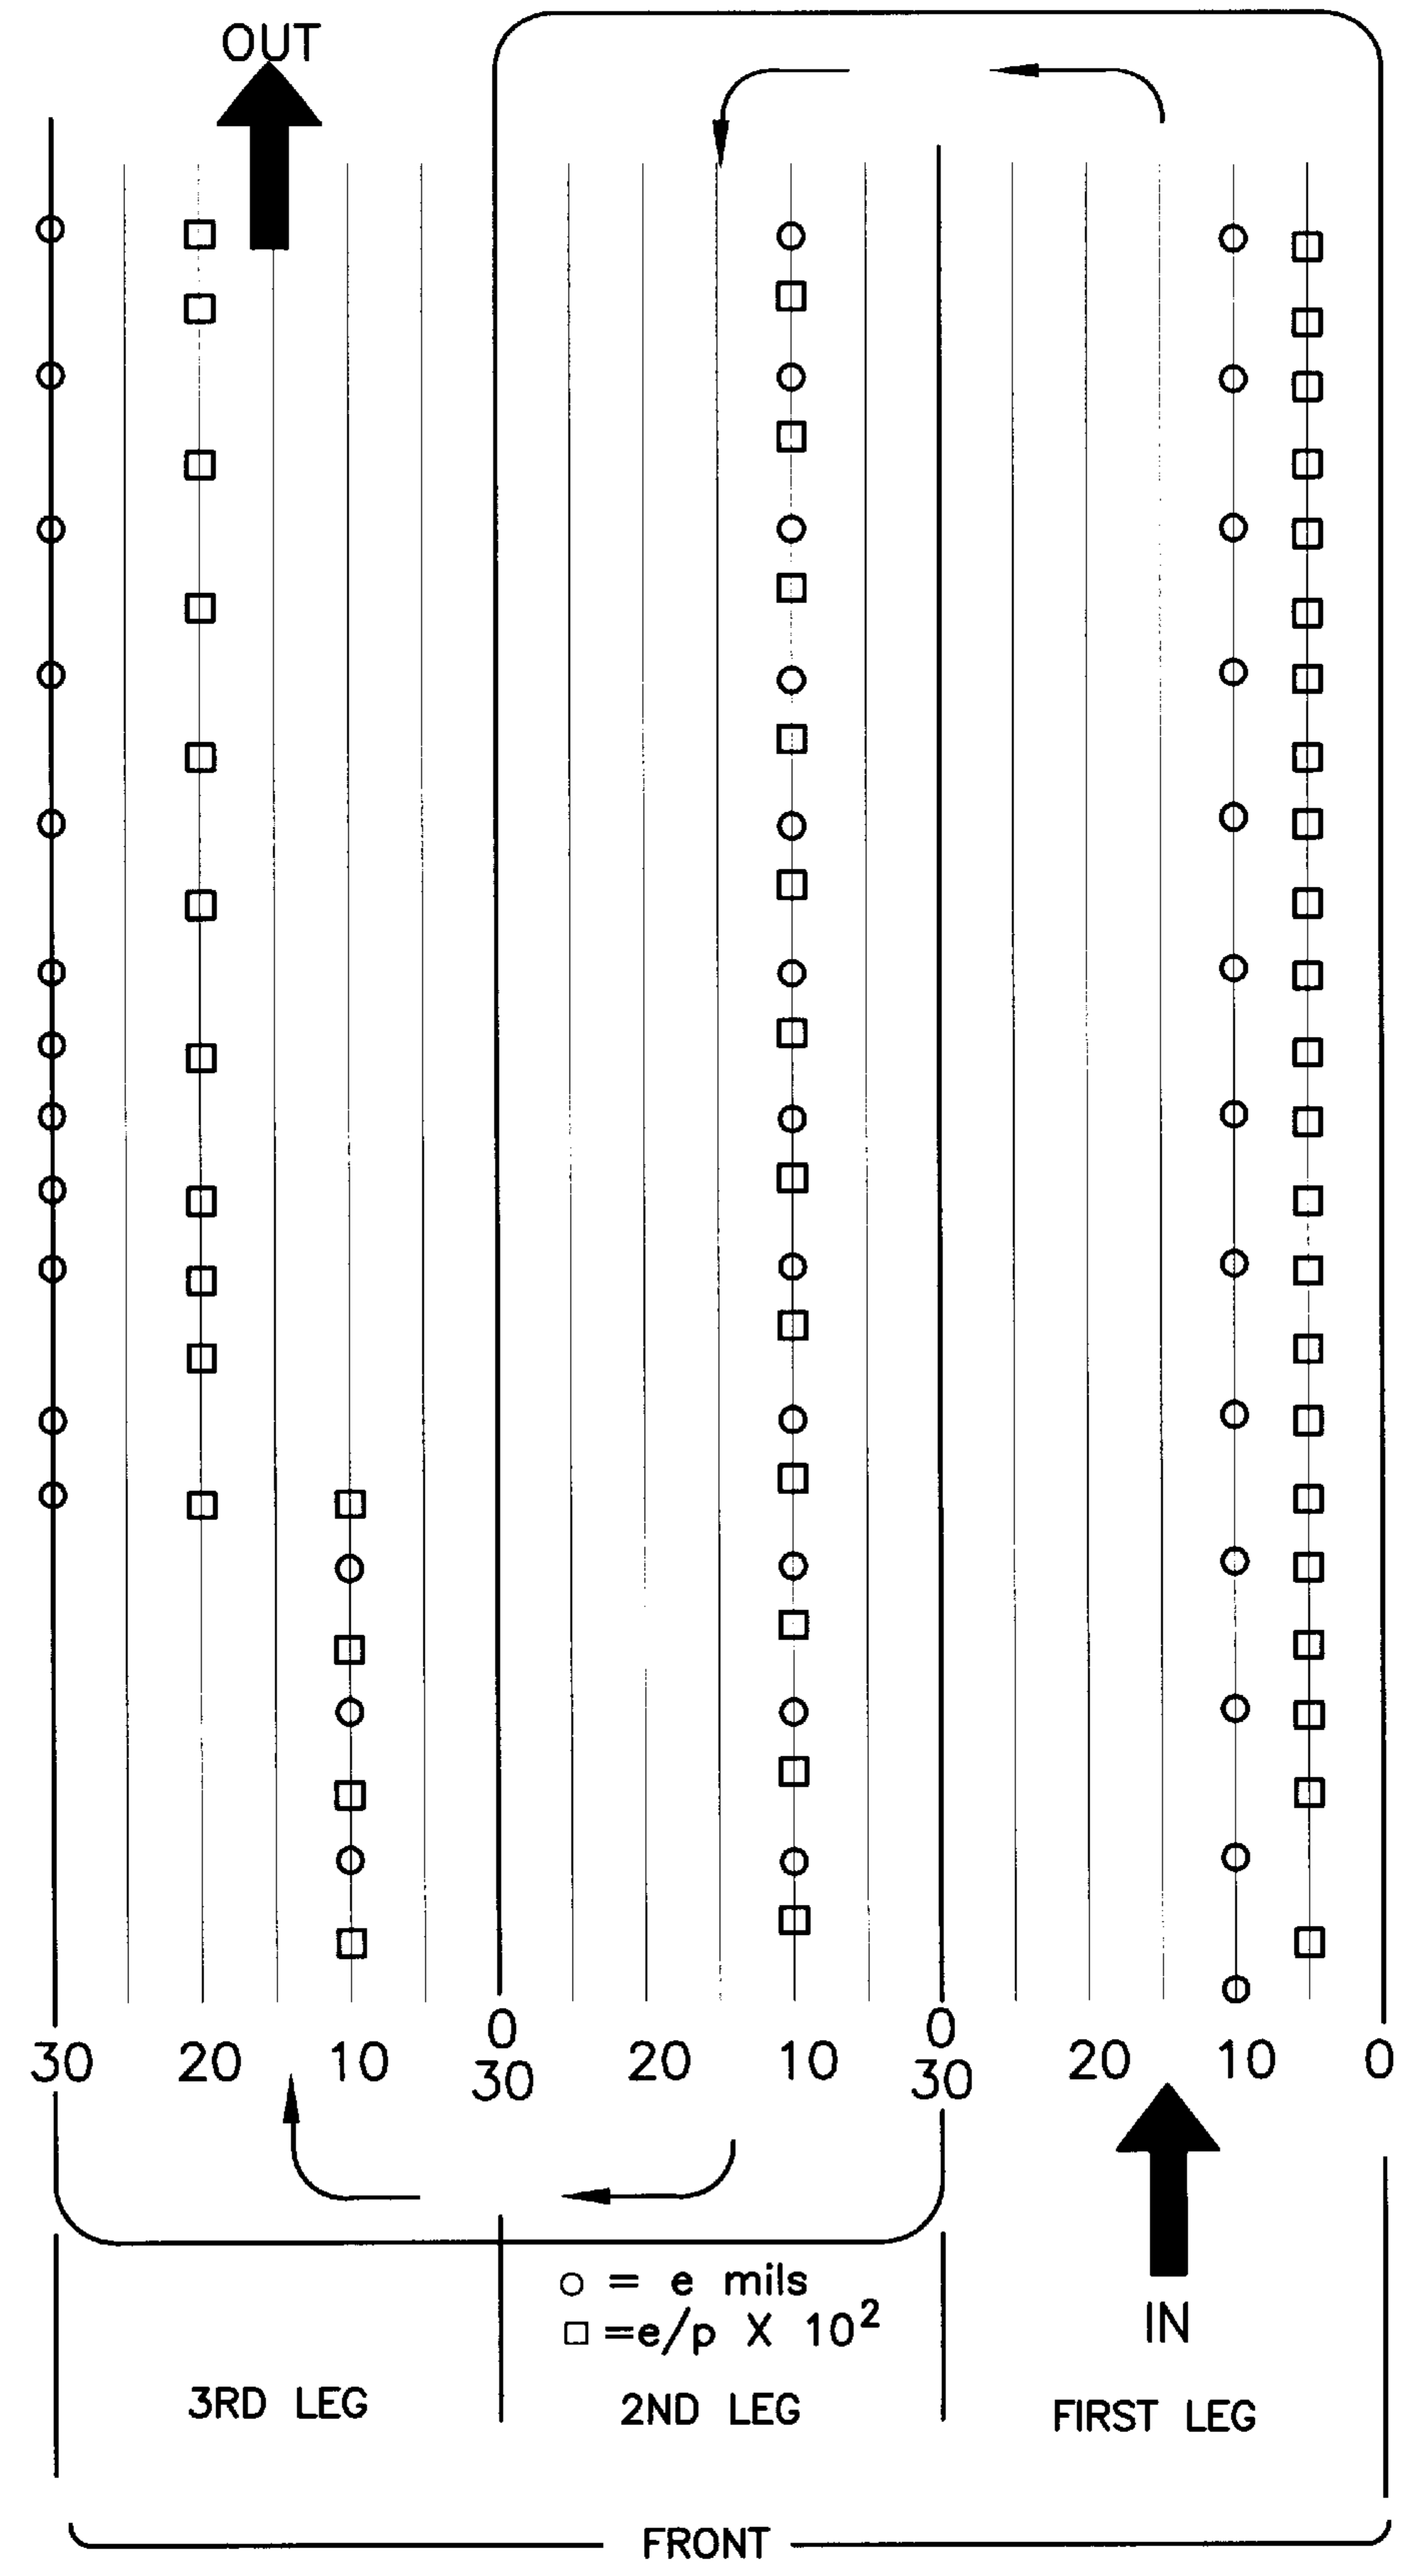 OUT
0 0
30 20 10 30 20 10 30 20 10 0
○ = e mils
□ =e/p X 10²
IN
3RD LEG 2ND LEG FIRST LEG
FRONT